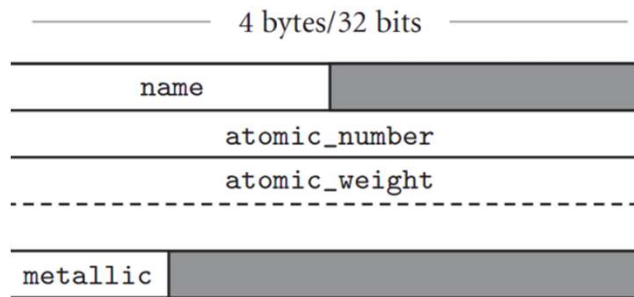 4 bytes/32 bits
name
atomic_number
atomic_weight
metallic